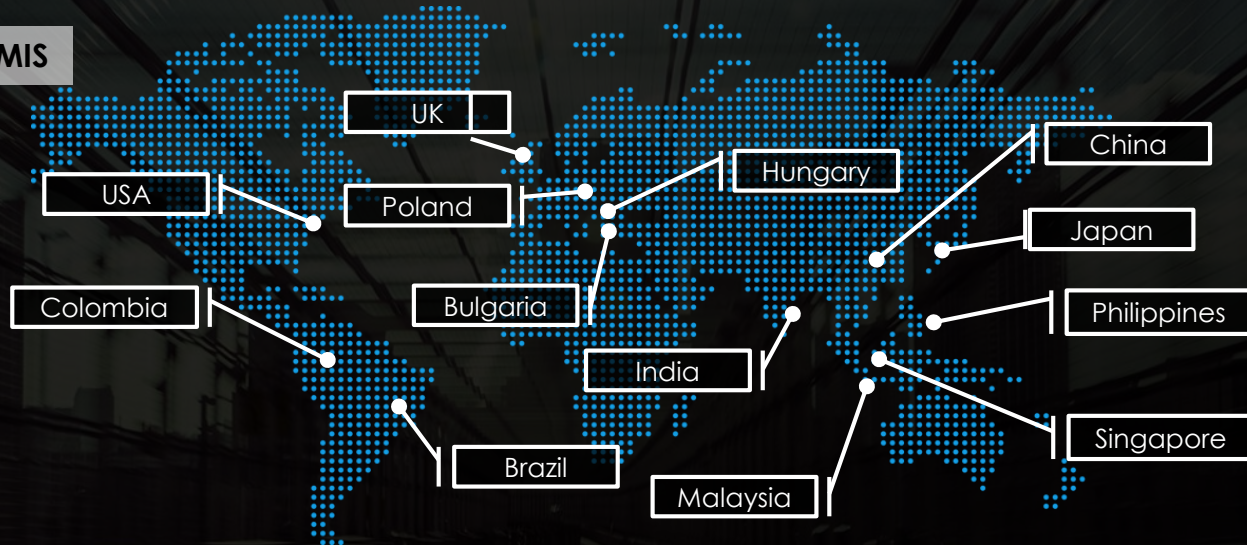 MIS
UK
China
Hungary
USA
Poland
Japan
Colombia
Bulgaria
Philippines
India
Singapore
Brazil
Malaysia